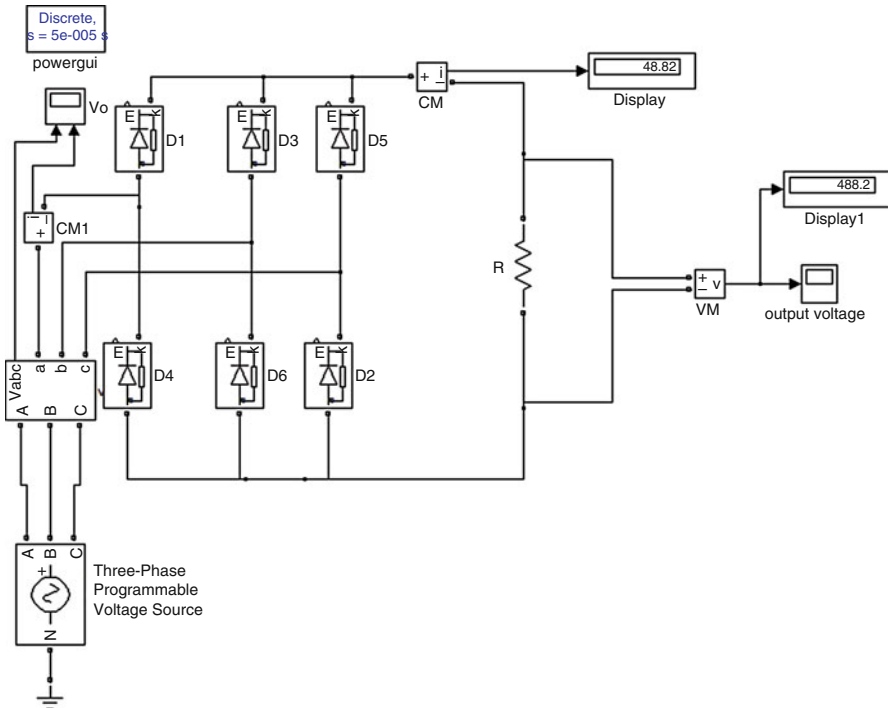 Discrete,
s = 5e-005 s
powergui
Vo
E
k
D1
E
k
D3
E
k
D5
+
i
−
CM
48.82
Display
i
−
+
CM1
488.2
Display1
R
+
−
v
VM
output voltage
Vabc
a
b
c
A
B
C
E
k
D4
E
k
D6
E
k
D2
A
B
C
+
N
Three-Phase
Programmable
Voltage Source